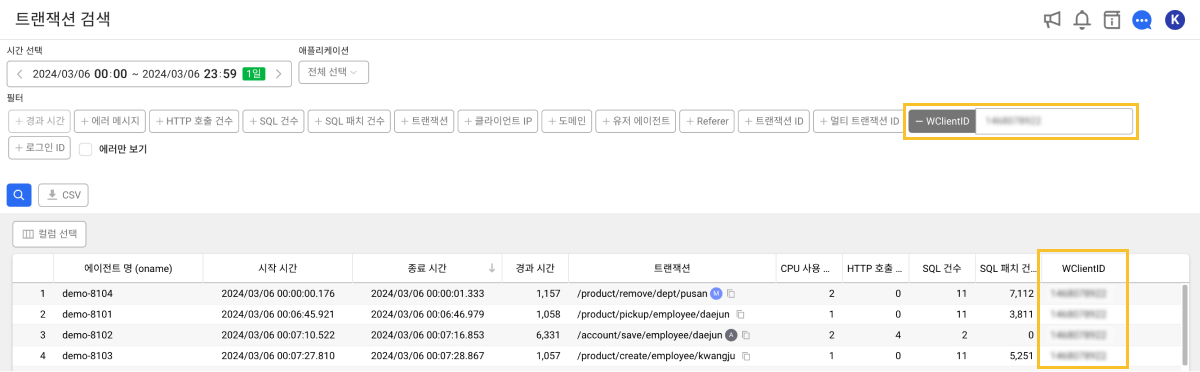 트랜잭션 검색
K
시간 선택
애플리케이션
2024/03/06 00:00 ~ 2024/03/06 23:59 1일
전체 선택
필터
+ 경과 시간
+ 에러 메시지
+ HTTP 호출 건수
+ SQL 건수
+ SQL 패치 건수
+ 트랜잭션
+ 클라이언트 IP
+ 도메인
+ 유저 에이전트
+ Referer
+ 트랜잭션 ID
+ 멀티 트랜잭션 ID
− WClientID
+ 로그인 ID
에러만 보기
CSV
컬럼 선택
에이전트 명 (oname) 시작 시간 종료 시간 ↓ 경과 시간 트랜잭션 CPU 사용 ... HTTP 호출 ... SQL 건수 SQL 패치 건... WClientID
1 demo-8104 2024/03/06 00:00:00.176 2024/03/06 00:00:01.333 1,157 /product/remove/dept/pusan M 2 0 11 7,112
2 demo-8101 2024/03/06 00:06:45.921 2024/03/06 00:06:46.979 1,058 /product/pickup/employee/daejun 1 0 11 3,811
3 demo-8102 2024/03/06 00:07:10.522 2024/03/06 00:07:16.853 6,331 /account/save/employee/daejun A 2 4 2 0
4 demo-8103 2024/03/06 00:07:27.810 2024/03/06 00:07:28.867 1,057 /product/create/employee/kwangju 1 0 11 5,251